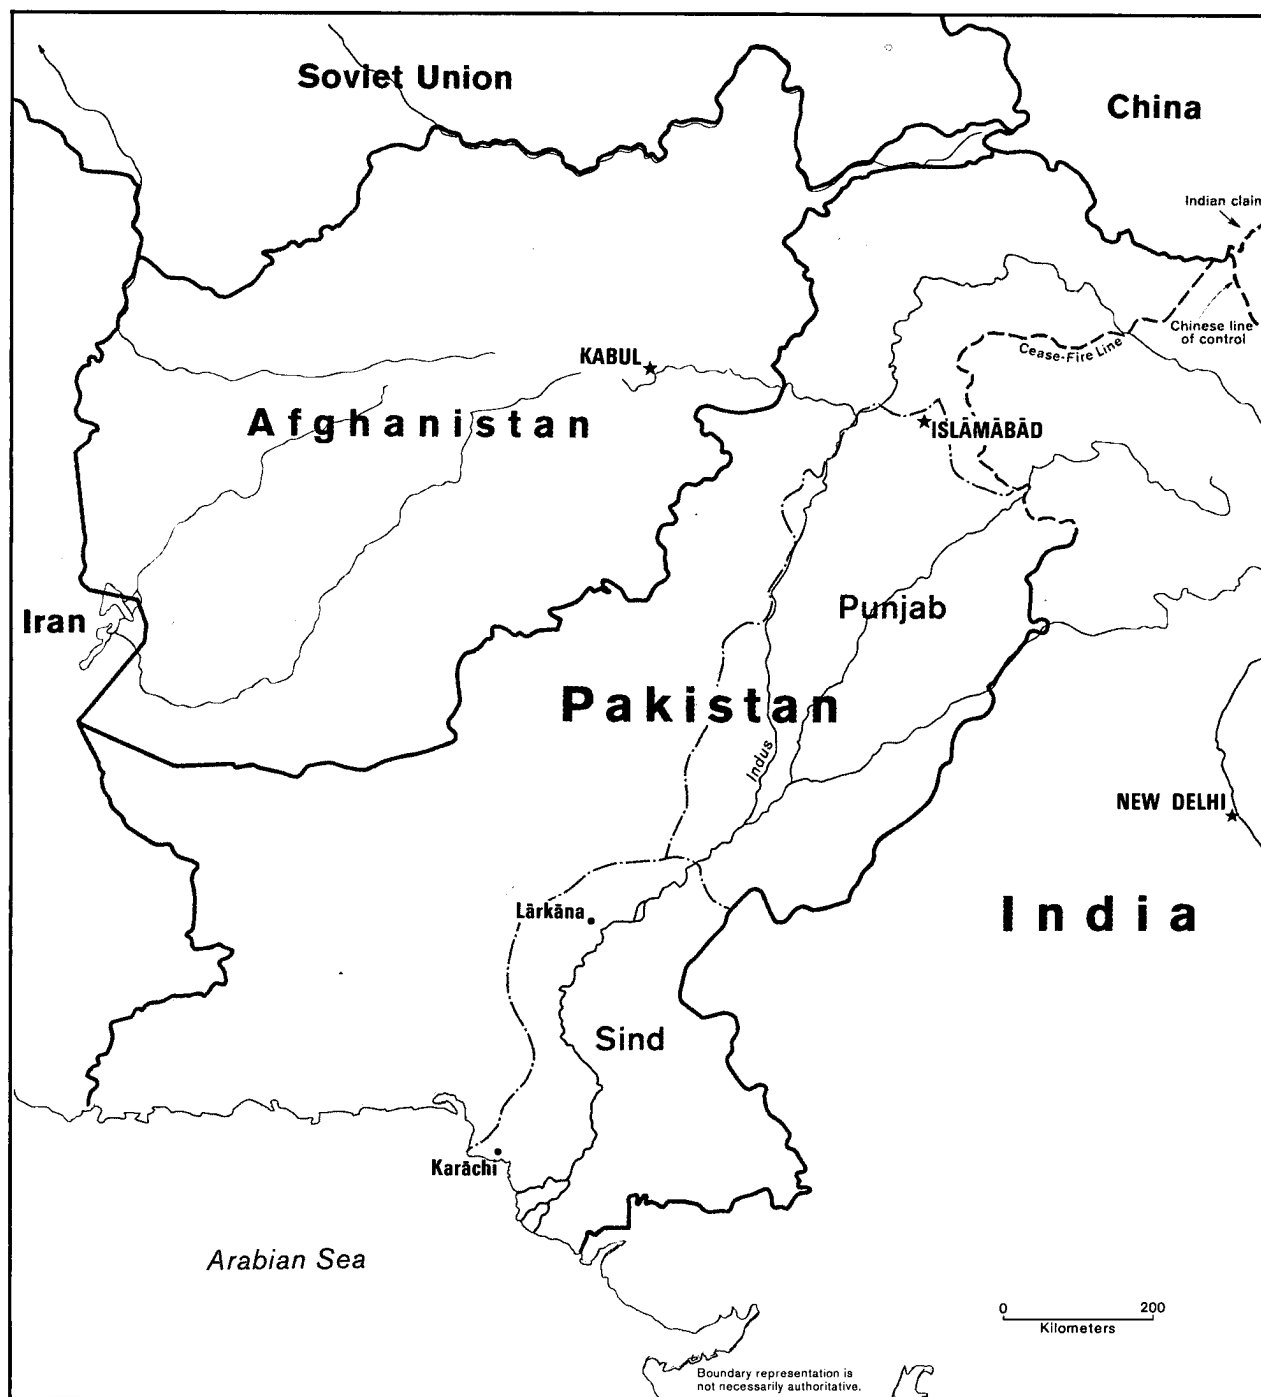 Soviet Union
China
Indian claim
Chinese line
of control
Cease-Fire Line
KABUL
Afghanistan
ISLĀMĀBĀD
Iran
Punjab
Pakistan
Indus
NEW DELHI
India
Lārkāna
Sind
Karāchi
Arabian Sea
0 200
Kilometers
Boundary representation is
not necessarily authoritative.